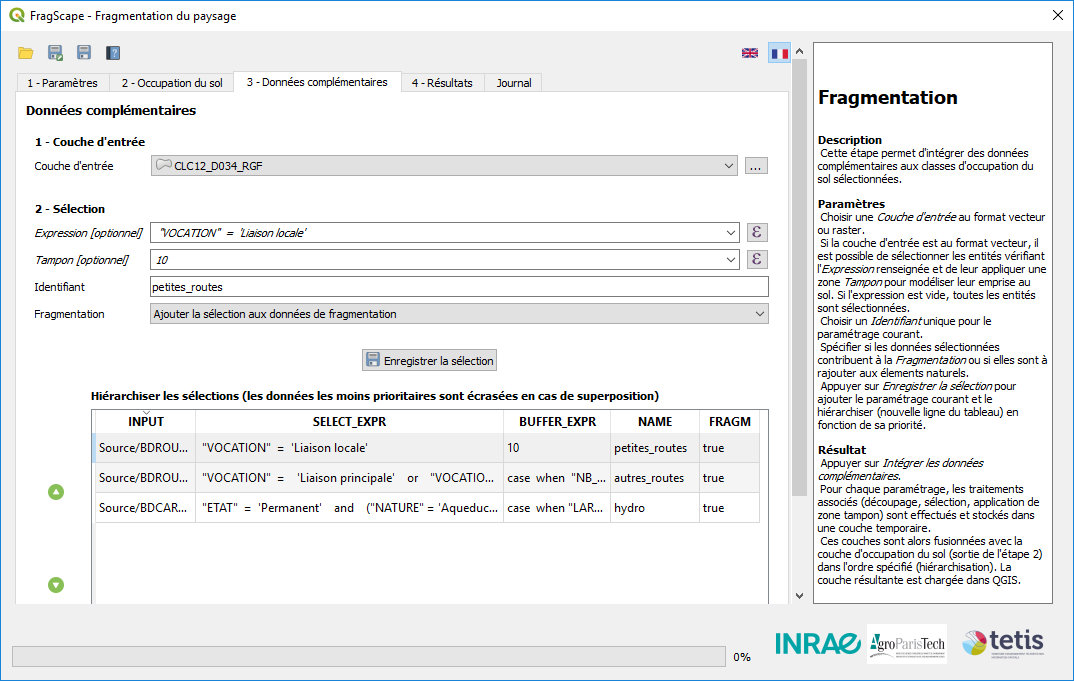 FragScape - Fragmentation du paysage
1 - Paramètres
2 - Occupation du sol
3 - Données complémentaires
4 - Résultats
Journal
Données complémentaires
1 - Couche d'entrée
Couche d'entrée
CLC12_D034_RGF
...
2 - Sélection
Expression [optionnel]
"VOCATION" = 'Liaison locale'
ε
Tampon [optionnel]
10
ε
Identifiant
petites_routes
Fragmentation
Ajouter la sélection aux données de fragmentation
Enregistrer la sélection
Hiérarchiser les sélections (les données les moins prioritaires sont écrasées en cas de superposition)
INPUT SELECT_EXPR BUFFER_EXPR NAME FRAGM
Source/BDROU... "VOCATION" = 'Liaison locale' 10 petites_routes true
Source/BDROU... "VOCATION" = 'Liaison principale' or "VOCATIO... case when "NB_... autres_routes true
Source/BDCAR... "ETAT" = 'Permanent' and ("NATURE" = 'Aqueduc... case when "LAR... hydro true
Fragmentation
Description
Cette étape permet d'intégrer des données
complémentaires aux classes d'occupation du
sol sélectionnées.
Paramètres
Choisir une Couche d'entrée au format vecteur
ou raster.
Si la couche d'entrée est au format vecteur, il
est possible de sélectionner les entités vérifiant
l'Expression renseignée et de leur appliquer une
zone Tampon pour modéliser leur emprise au
sol. Si l'expression est vide, toutes les entités
sont sélectionnées.
Choisir un Identifiant unique pour le
paramétrage courant.
Spécifier si les données sélectionnées
contribuent à la Fragmentation ou si elles sont à
rajouter aux élements naturels.
Appuyer sur Enregistrer la sélection pour
ajouter le paramétrage courant et le
hiérarchiser (nouvelle ligne du tableau) en
fonction de sa priorité.
Résultat
Appuyer sur Intégrer les données
complémentaires.
Pour chaque paramétrage, les traitements
associés (découpage, sélection, application de
zone tampon) sont effectués et stockés dans
une couche temporaire.
Ces couches sont alors fusionnées avec la
couche d'occupation du sol (sortie de l'étape 2)
dans l'ordre spécifié (hiérarchisation). La
couche résultante est chargée dans QGIS.
0%
INRAE
AgroParisTech
tetis